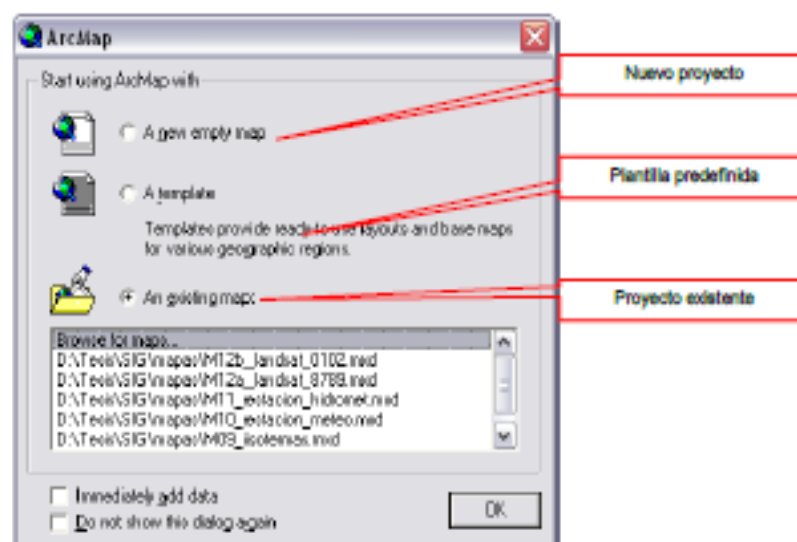 ArcMap
Start using ArcMap with
A new empty map
A template
Templates provide ready to use layouts and base maps
for various geographic regions.
An existing map:
Browse for maps...
D:\Tesis\SIG\mapas\M12b_landsat_0102.mxd
D:\Tesis\SIG\mapas\M12a_landsat_8789.mxd
D:\Tesis\SIG\mapas\M11_estacion_hidromet.mxd
D:\Tesis\SIG\mapas\M10_estacion_meteo.mxd
D:\Tesis\SIG\mapas\M09_isotermas.mxd
Immediately add data
Do not show this dialog again
OK
Nuevo proyecto
Plantilla predefinida
Proyecto existente